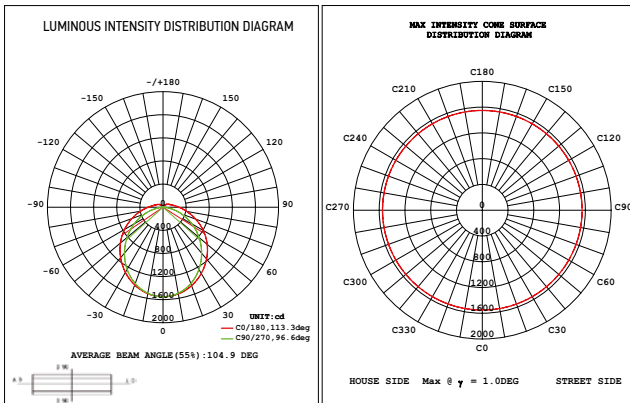 LUMINOUS INTENSITY DISTRIBUTION DIAGRAM
-/+180
-150 150
-120 120
-90 90
-60 60
-30 30
0
0
400
800
1200
1600
2000
UNIT:cd
C0/180,113.3deg
C90/270,96.6deg
AVERAGE BEAM ANGLE(55%):104.9 DEG
MAX INTENSITY CONE SURFACE
DISTRIBUTION DIAGRAM
C180
C210 C150
C240 C120
C270 C90
C300 C60
C330 C30
C0
0
400
800
1200
1600
2000
HOUSE SIDE Max @ γ = 1.0DEG STREET SIDE